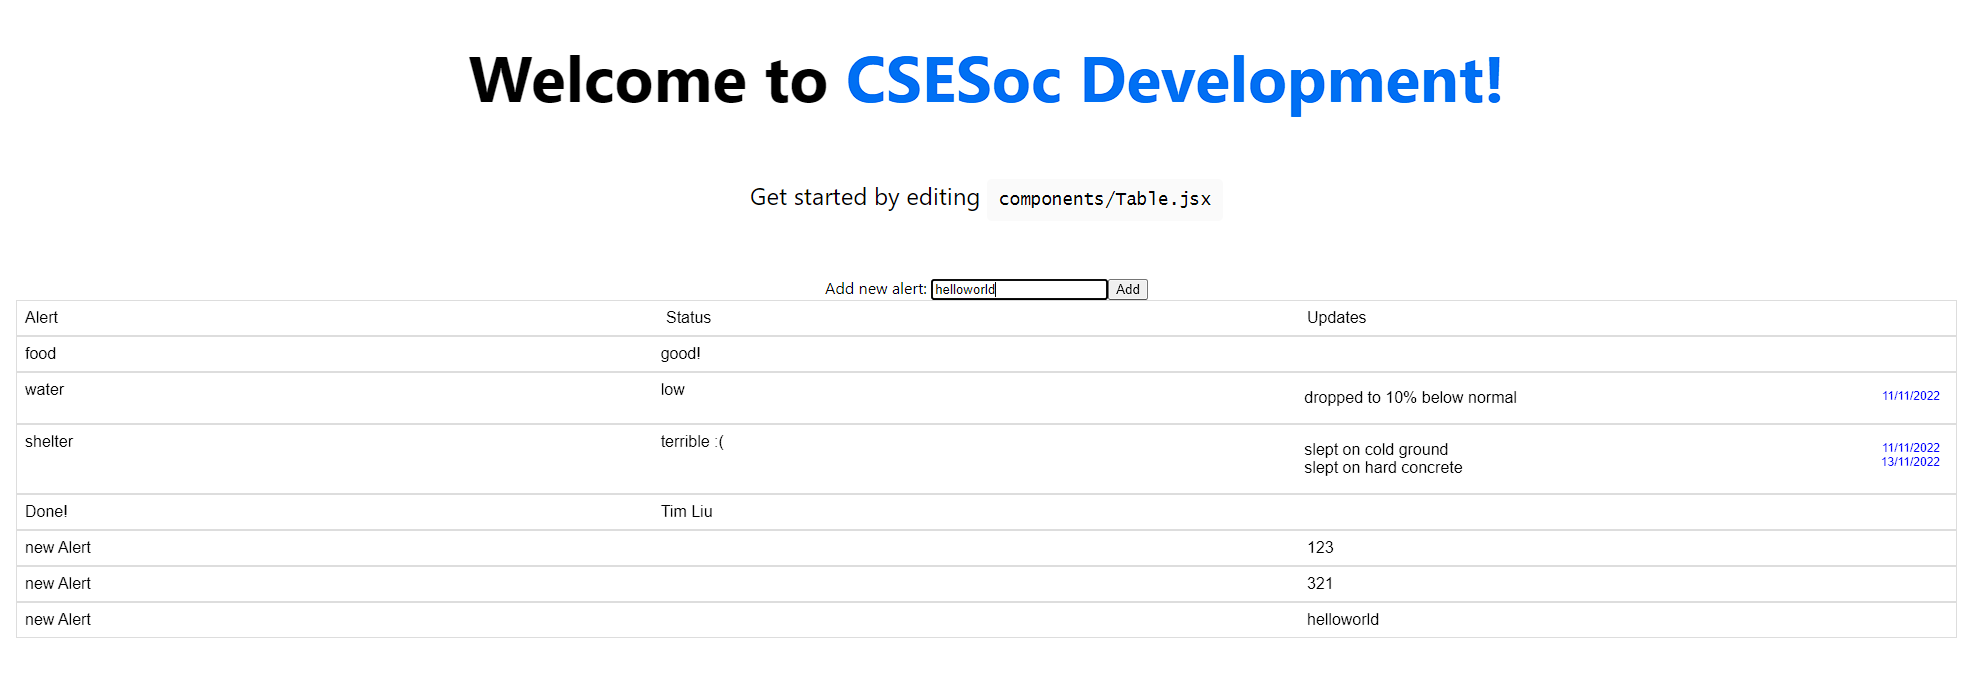 Welcome to CSESoc Development!
Get started by editing components/Table.jsx
Add new alert: helloworld Add
Alert Status Updates
food good!
water low dropped to 10% below normal 11/11/2022
shelter terrible :( slept on cold ground 11/11/2022
slept on hard concrete 13/11/2022
Done! Tim Liu
new Alert 123
new Alert 321
new Alert helloworld